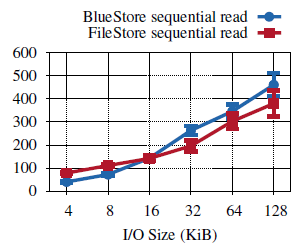 BlueStore sequential read
FileStore sequential read
600
500
400
300
200
100
0
4 8 16 32 64 128
I/O Size (KiB)